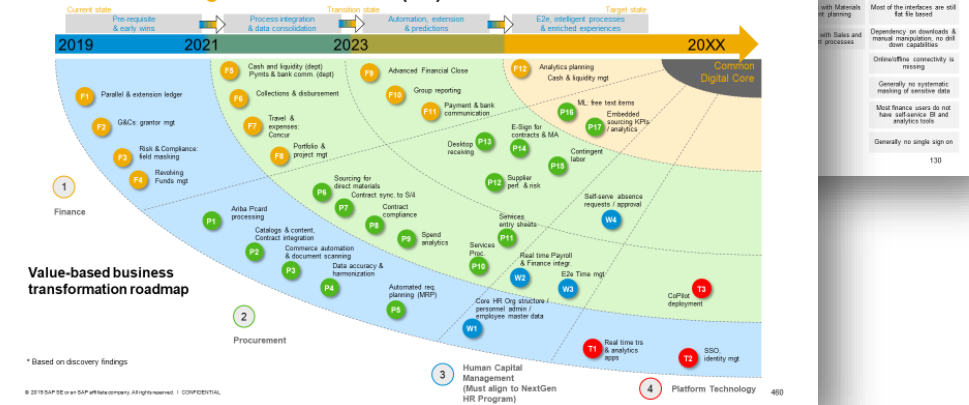 Current state
Transition state
Target state
Pre-requisite
& early wins
Process integration
& data consolidation
Automation, extension
& predictions
E2e, intelligent processes
& enriched experiences
2019
2021
2023
20XX
Common
Digital Core
F1
Parallel & extension ledger
F2
G&Cs: grantor mgt
F3
Risk & Compliance:
field masking
F4
Revolving
Funds mgt
F5
Cash and liquidity (dept)
Pymts & bank comm (dept)
F6
Collections & disbursement
F7
Travel &
expenses:
Concur
F8
Portfolio &
project mgt
F9
Advanced Financial Close
F10
Group reporting
F11
Payment & bank
communication
F12
Analytics planning
Cash & liquidity mgt
P16
ML: free text items
P17
Embedded
sourcing KPIs
/ analytics
Desktop
receiving
P13
E-Sign for
contracts & MA
P14
P15
Contingent
labor
P12
Supplier
perf. & risk
Self-serve absence
requests / approval
W4
P6
Sourcing for
direct materials
P7
Contract sync. to S/4
P8
Contract
compliance
P9
Spend
analytics
Services
entry sheets
P11
Services
Proc.
P10
Real time Payroll
& Finance integr.
W2
E2e Time mgt
W3
P1
Ariba Pcard
processing
Catalogs & content,
Contract integration
P2
Commerce automation
& document scanning
P3
Data accuracy &
harmonization
P4
Automated req.
planning (MRP)
P5
Core HR Org structure /
personnel admin /
employee master data
W1
CoPilot
deployment
T3
T1
Real time trs
& analytics
apps
T2
SSO,
identity mgt
1
Finance
2
Procurement
3
Human Capital
Management
(Must align to NextGen
HR Program)
4
Platform Technology
Value-based business
transformation roadmap
* Based on discovery findings
© 2019 SAP SE or an SAP affiliate company. All rights reserved. | CONFIDENTIAL
460
with Materials
planning
Most of the interfaces are still
flat file based
with Sales and
processes
Dependency on downloads &
manual manipulation, no drill
down capabilities
Online/offline connectivity is
missing
Generally no systematic
masking of sensitive data
Most finance users do not
have self-service BI and
analytics tools
Generally no single sign on
130